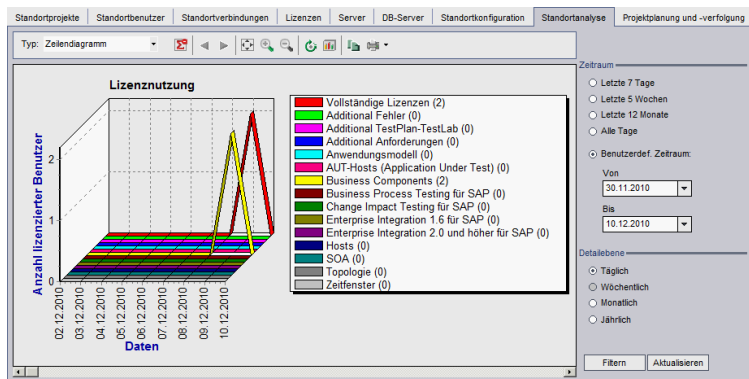 Standortprojekte Standortbenutzer Standortverbindungen Lizenzen Server DB-Server Standortkonfiguration Standortanalyse Projektplanung und -verfolgung
Typ: Zeilendiagramm
Lizenznutzung
Anzahl lizenzierter Benutzer
2
1
0
02.12.2010
03.12.2010
04.12.2010
05.12.2010
06.12.2010
07.12.2010
08.12.2010
09.12.2010
10.12.2010
Daten
Vollständige Lizenzen (2)
Additional Fehler (0)
Additional TestPlan-TestLab (0)
Additional Anforderungen (0)
Anwendungsmodell (0)
AUT-Hosts (Application Under Test) (0)
Business Components (2)
Business Process Testing für SAP (0)
Change Impact Testing für SAP (0)
Enterprise Integration 1.6 für SAP (0)
Enterprise Integration 2.0 und höher für SAP (0)
Hosts (0)
SOA (0)
Topologie (0)
Zeitfenster (0)
Zeitraum
Letzte 7 Tage
Letzte 5 Wochen
Letzte 12 Monate
Alle Tage
Benutzerdef. Zeitraum:
Von
30.11.2010
Bis
10.12.2010
Detailebene
Täglich
Wöchentlich
Monatlich
Jährlich
Filtern Aktualisieren